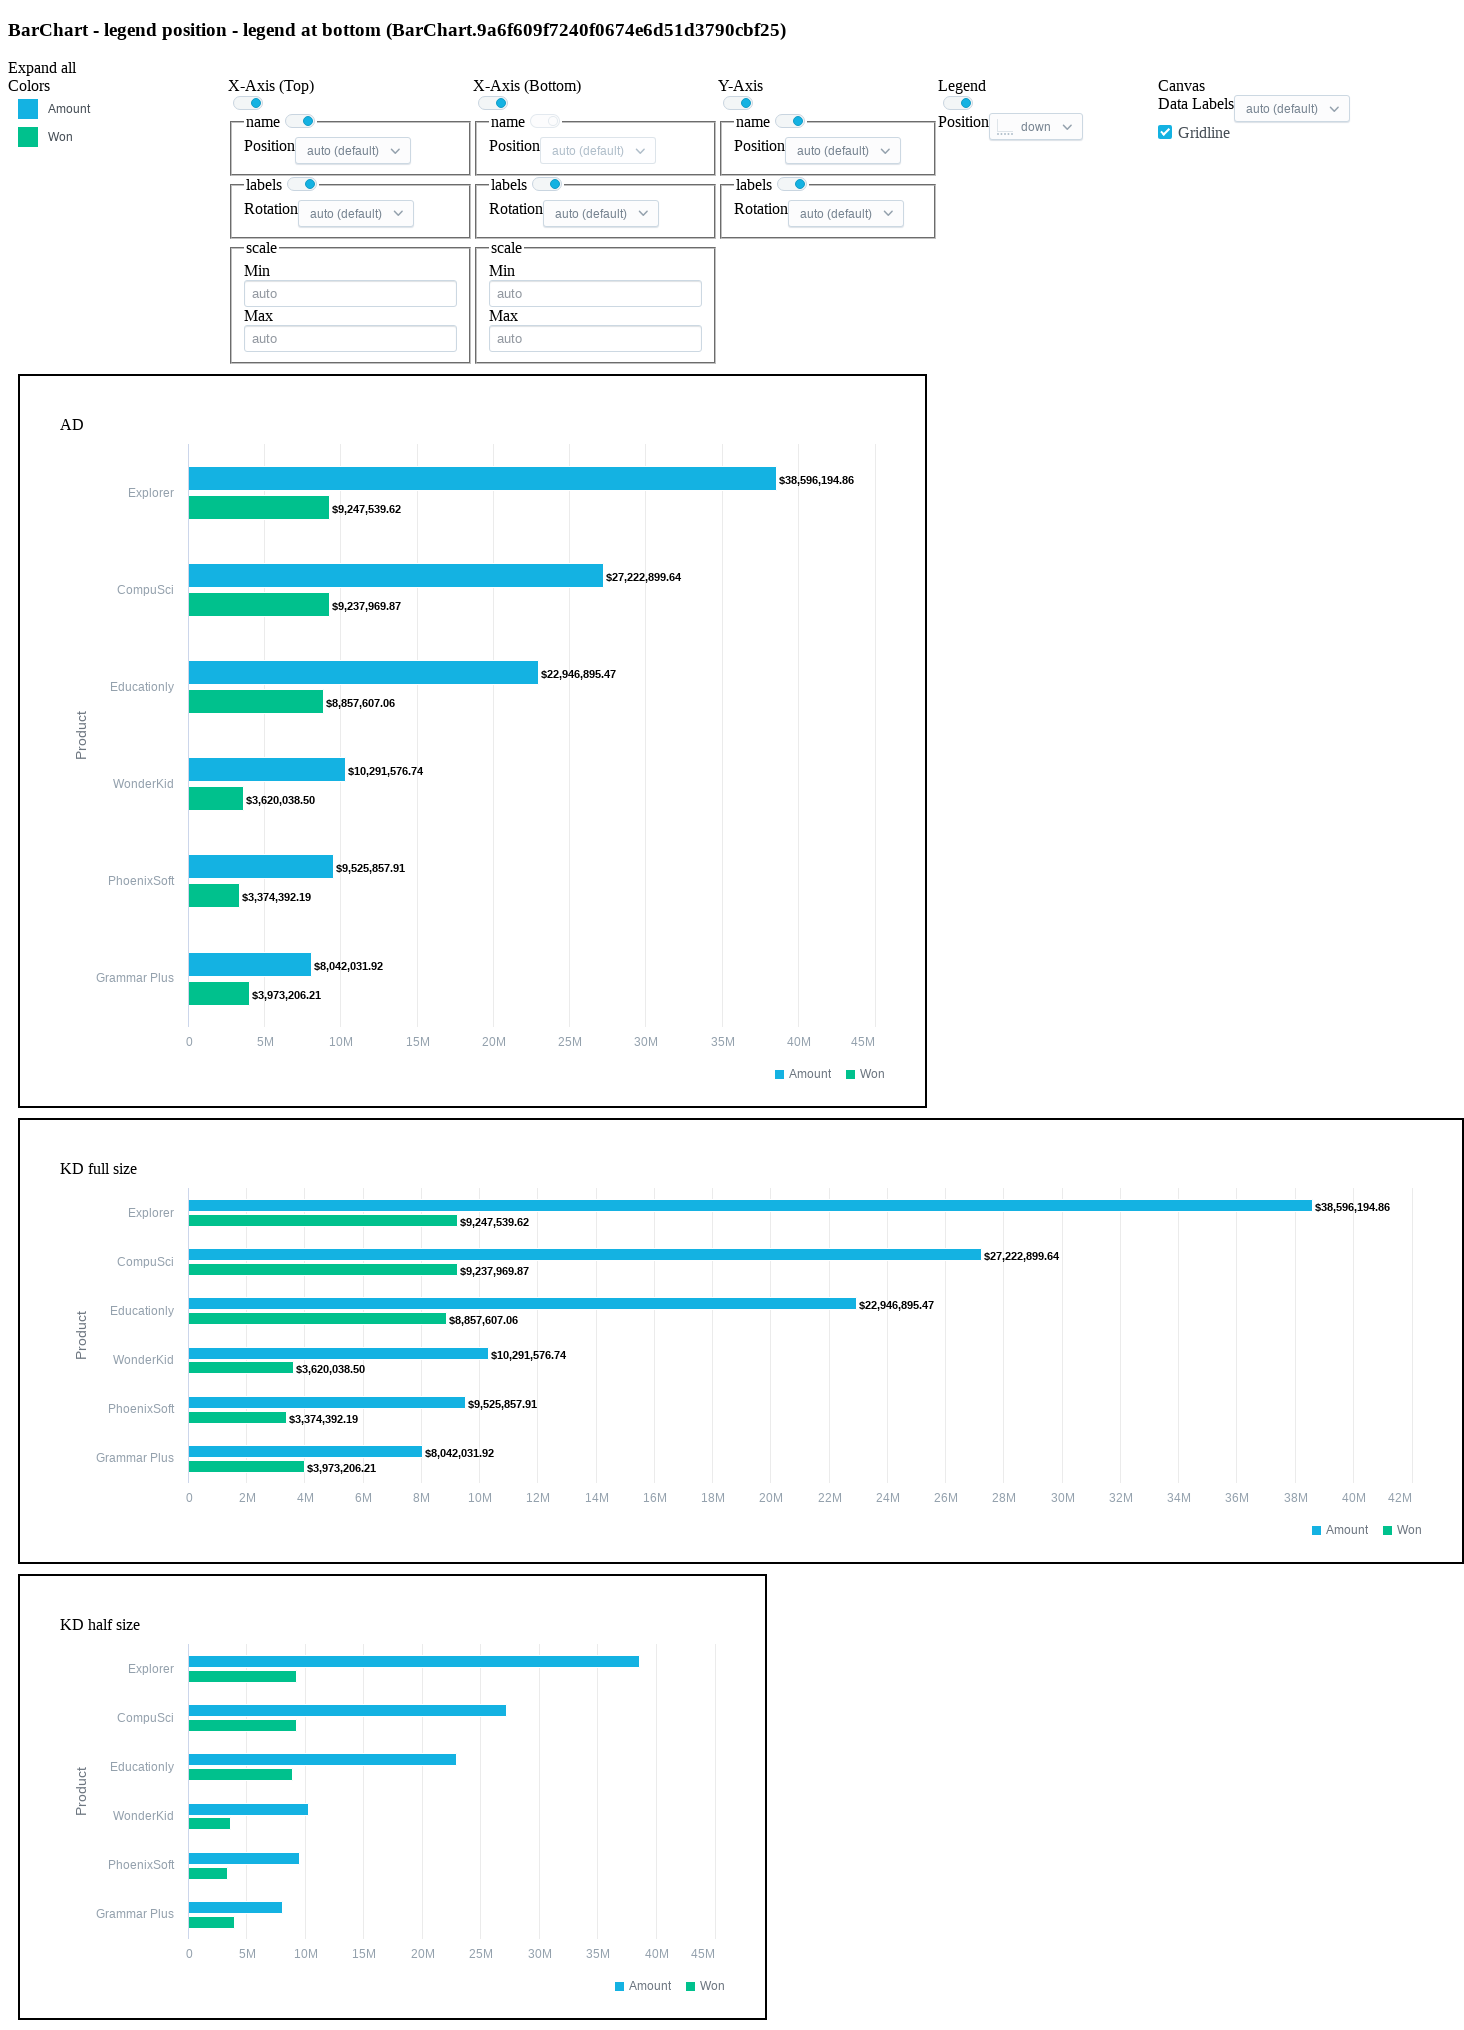 BarChart - legend position - legend at bottom (BarChart.9a6f609f7240f0674e6d51d3790cbf25)
Expand all
Colors
Amount
Won
X-Axis (Top)
name
Position auto (default)
labels
Rotation auto (default)
scale
Min
auto
Max
auto
X-Axis (Bottom)
name
Position auto (default)
labels
Rotation auto (default)
scale
Min
auto
Max
auto
Y-Axis
name
Position auto (default)
labels
Rotation auto (default)
Legend
Position down
Canvas
Data Labels auto (default)
Gridline
AD
Product
Explorer
$38,596,194.86
$9,247,539.62
CompuSci
$27,222,899.64
$9,237,969.87
Educationly
$22,946,895.47
$8,857,607.06
WonderKid
$10,291,576.74
$3,620,038.50
PhoenixSoft
$9,525,857.91
$3,374,392.19
Grammar Plus
$8,042,031.92
$3,973,206.21
0 5M 10M 15M 20M 25M 30M 35M 40M 45M
Amount Won
KD full size
Product
Explorer
$38,596,194.86
$9,247,539.62
CompuSci
$27,222,899.64
$9,237,969.87
Educationly
$22,946,895.47
$8,857,607.06
WonderKid
$10,291,576.74
$3,620,038.50
PhoenixSoft
$9,525,857.91
$3,374,392.19
Grammar Plus
$8,042,031.92
$3,973,206.21
0 2M 4M 6M 8M 10M 12M 14M 16M 18M 20M 22M 24M 26M 28M 30M 32M 34M 36M 38M 40M 42M
Amount Won
KD half size
Product
Explorer
CompuSci
Educationly
WonderKid
PhoenixSoft
Grammar Plus
0 5M 10M 15M 20M 25M 30M 35M 40M 45M
Amount Won